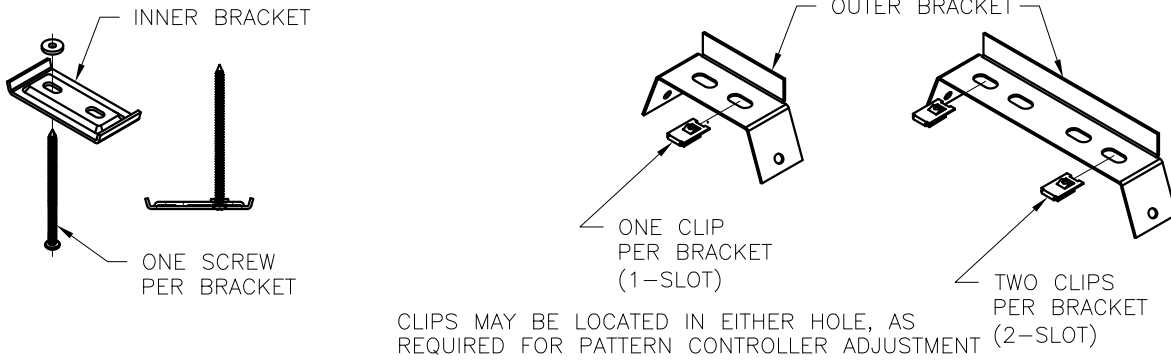 INNER BRACKET
OUTER BRACKET
ONE SCREW
PER BRACKET
ONE CLIP
PER BRACKET
(1-SLOT)
TWO CLIPS
PER BRACKET
(2-SLOT)
CLIPS MAY BE LOCATED IN EITHER HOLE, AS
REQUIRED FOR PATTERN CONTROLLER ADJUSTMENT